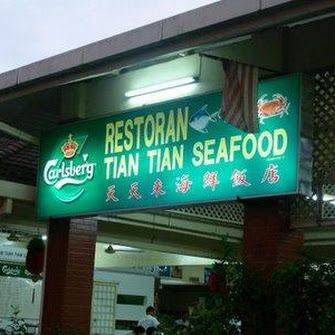 RESTORAN
Carlsberg
TIAN TIAN SEAFOOD
天天来海鲜饭店